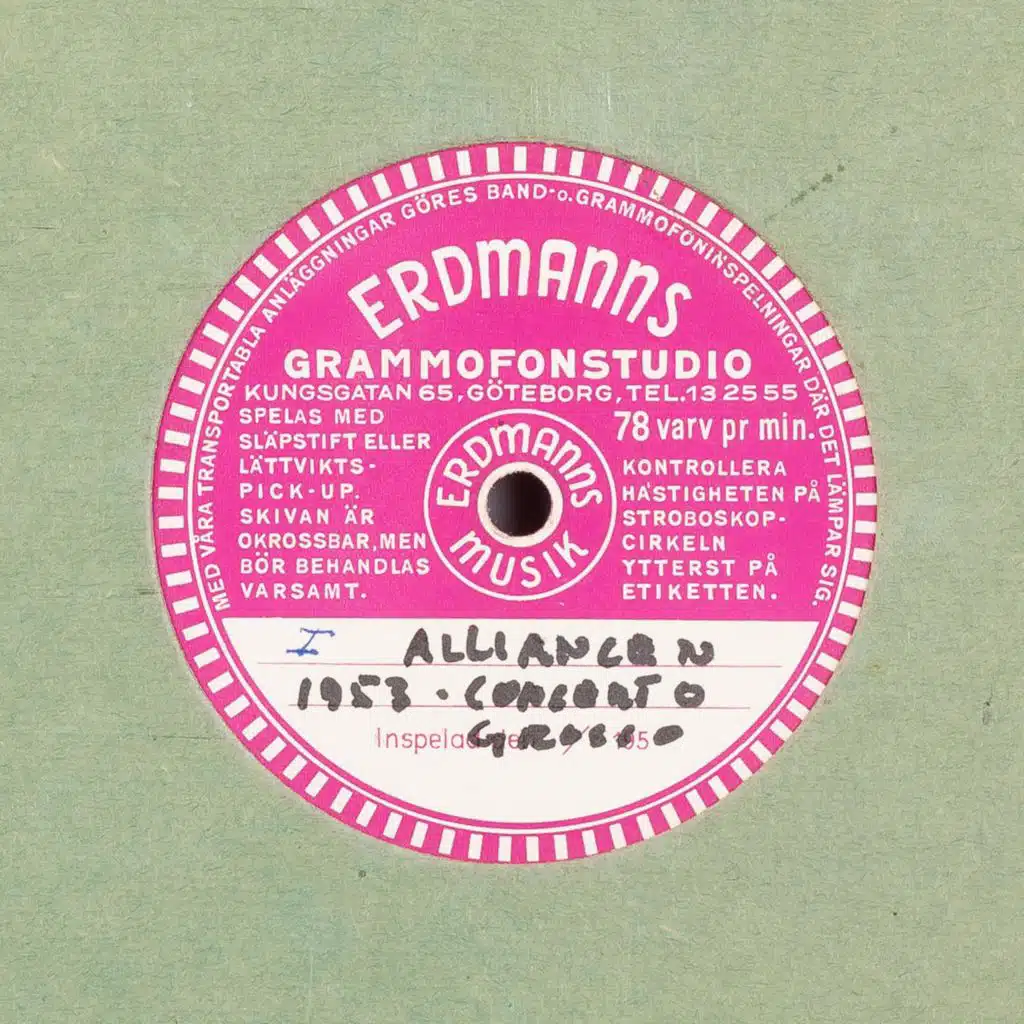 MED VÅRA TRANSPORTABLA ANLÄGGNINGAR GÖRES BAND-o. GRAMMOFONINSPELNINGAR DÄR DET LÄMPAR SIG.
ERDMANNS
GRAMMOFONSTUDIO
KUNGSGATAN 65, GÖTEBORG, TEL. 13 25 55
SPELAS MED
SLÄPSTIFT ELLER
LÄTTVIKTS-
PICK-UP.
SKIVAN ÄR
OKROSSBAR, MEN
BÖR BEHANDLAS
VARSAMT.
ERDMANNS
MUSIK
78 varv pr min.
KONTROLLERA
HASTIGHETEN PÅ
STROBOSKOP-
CIRKELN
YTTERST PÅ
ETIKETTEN.
I ALLIANCEN
1953 · CONCERTO
GROSSO
Inspelad 195